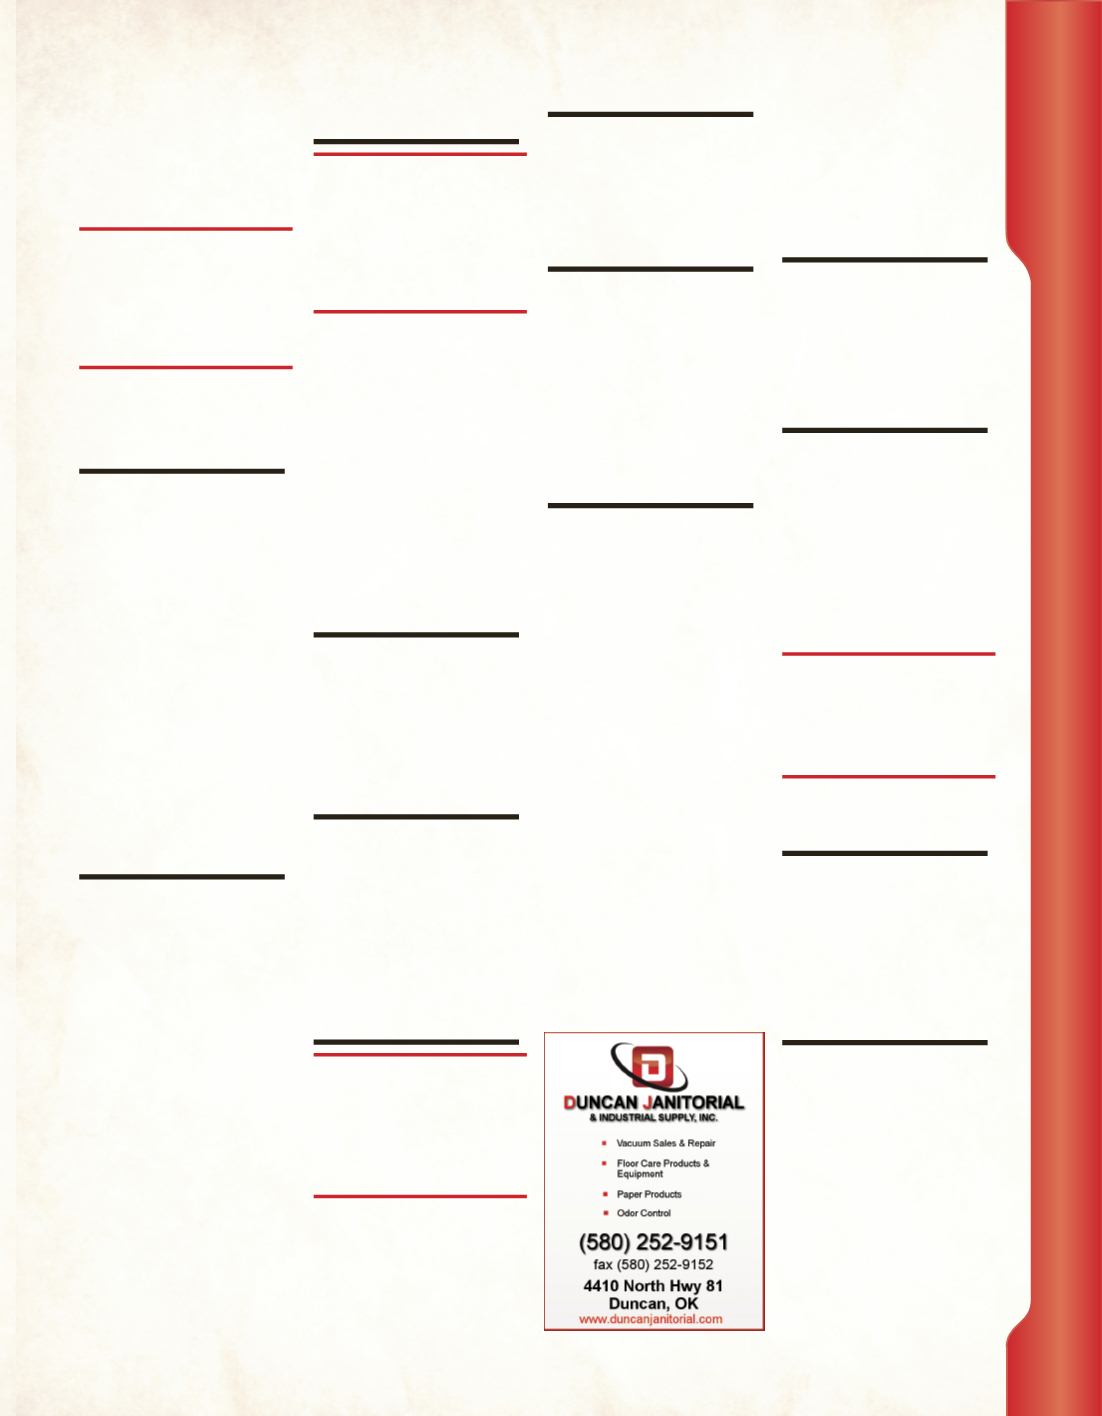 D
DUNCAN JANITORIAL
& INDUSTRIAL SUPPLY, INC.
Vacuum Sales & Repair
Floor Care Products &
Equipment
Paper Products
Odor Control
(580) 252-9151
fax (580) 252-9152
4410 North Hwy 81
Duncan, OK
www.duncanjanitorial.com